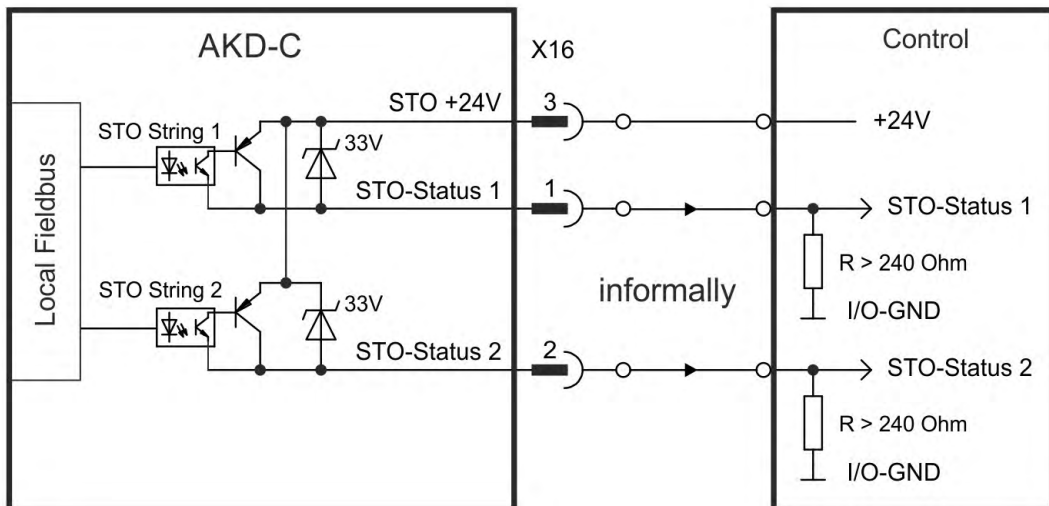 AKD-C
X16
Control
Local Fieldbus
STO +24V
3
+24V
STO String 1
33V
STO-Status 1
1
STO-Status 1
R > 240 Ohm
I/O-GND
informally
STO String 2
33V
STO-Status 2
2
STO-Status 2
R > 240 Ohm
I/O-GND